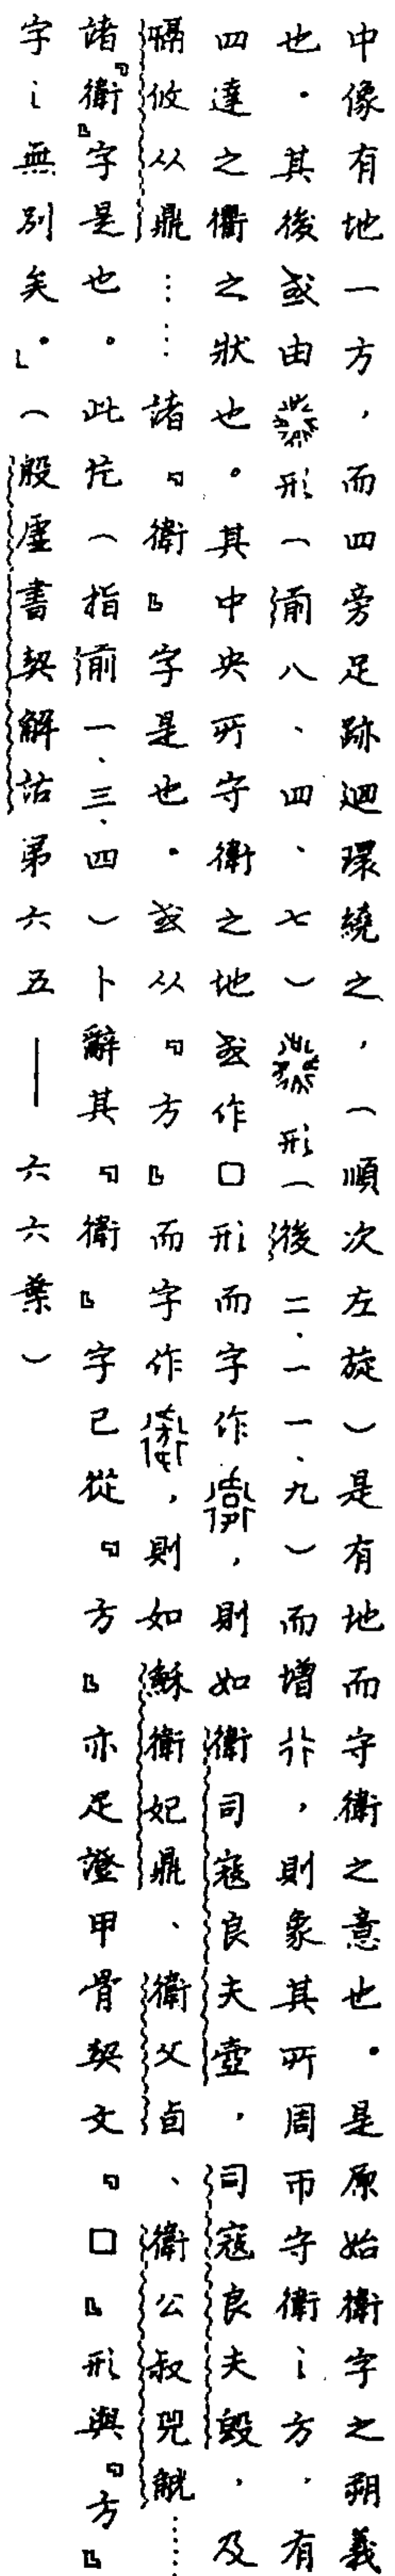 中像有地一方，而四旁足跡迴環繞之，（順次左旋）是有地而守衛之意也。是原始衛字之朔義
也。其後或由形（前八、四、七）形（後二．一一、九）而增行，則象其所周帀守衛之方，有
四達之衢之狀也。其中央所守衛之地或作囗形而字作，則如衛司寇良夫壺，司寇良夫毁，及
鬲攸从鼎……諸『衛』字是也。或从『方』而字作，則如穌衛妃鼎、衛父卣、衛公叔兕觥……
諸『衛』字是也。此片（指前一、三、四）卜辭其『衛』字已從『方』亦足證甲骨契文『囗』形與『方』
字之無別矣。』（殷虛書契解詁第六五——六六葉）